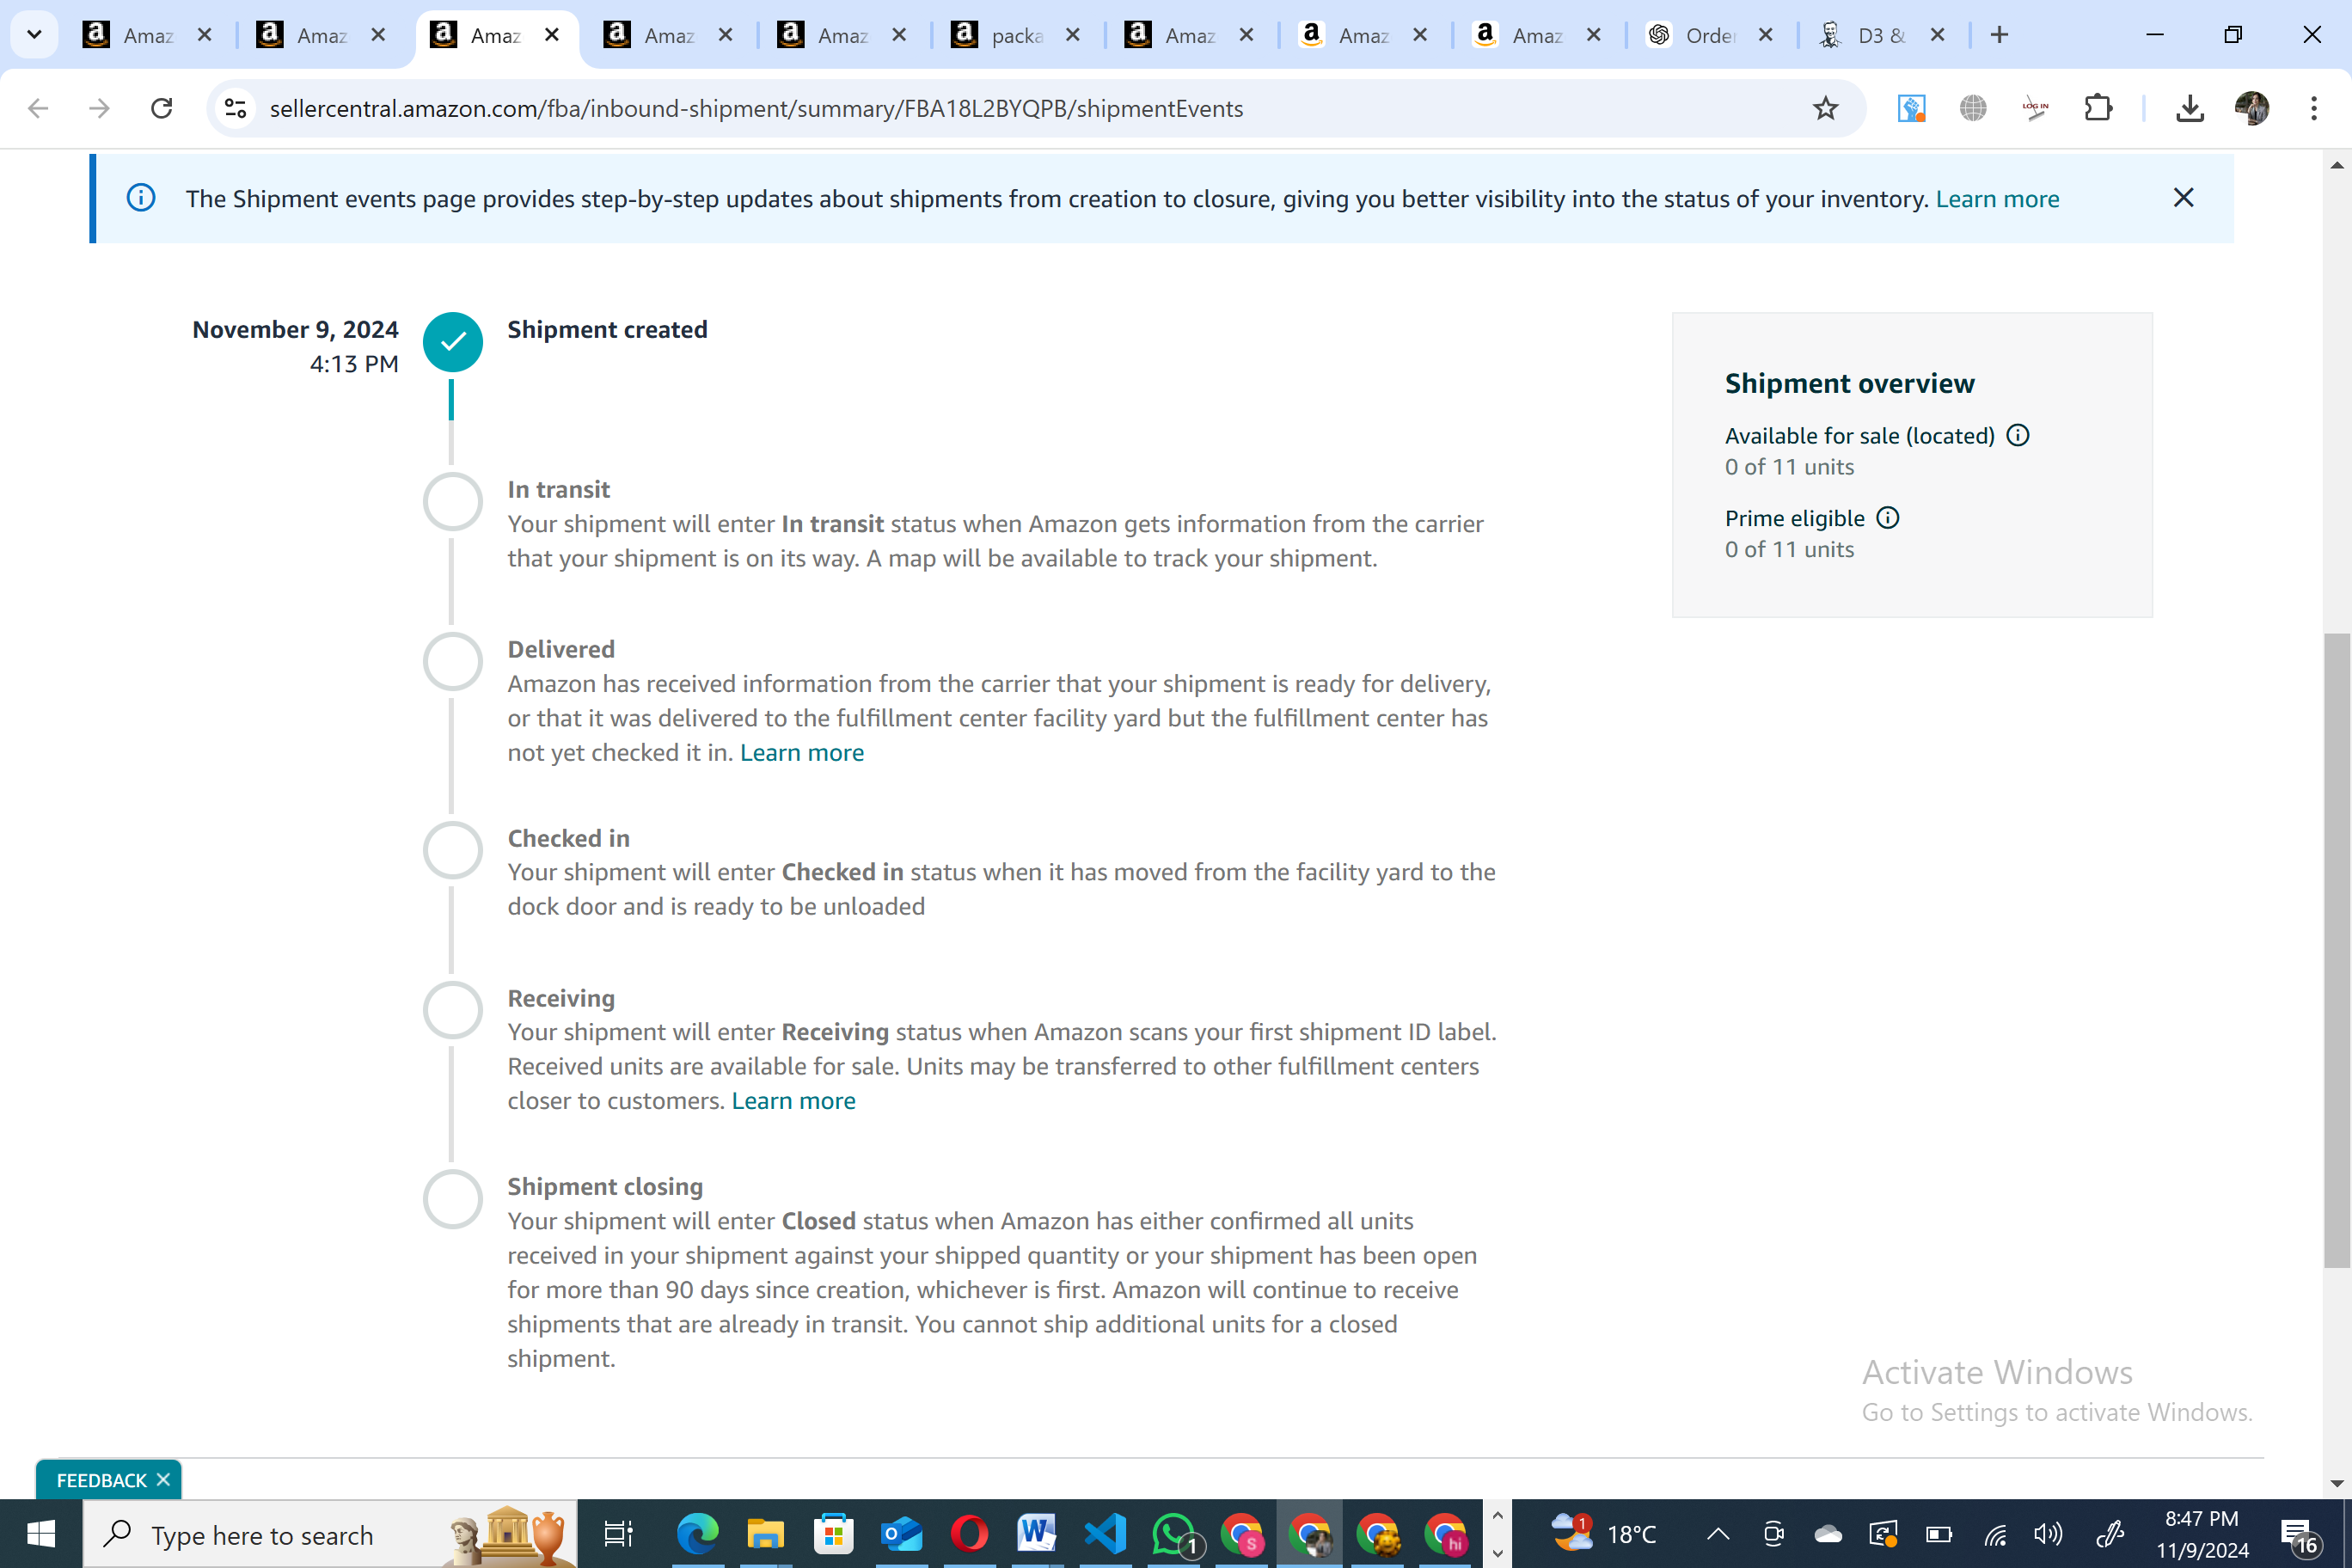 Amaz
Amaz
Amaz
Amaz
Amaz
packa
Amaz
Amaz
Amaz
Order
D3 &
sellercentral.amazon.com/fba/inbound-shipment/summary/FBA18L2BYQPB/shipmentEvents
LOG IN
The Shipment events page provides step-by-step updates about shipments from creation to closure, giving you better visibility into the status of your inventory. Learn more
November 9, 2024
4:13 PM
Shipment created
Shipment overview
Available for sale (located)
0 of 11 units
Prime eligible
0 of 11 units
In transit
Your shipment will enter In transit status when Amazon gets information from the carrier
that your shipment is on its way. A map will be available to track your shipment.
Delivered
Amazon has received information from the carrier that your shipment is ready for delivery,
or that it was delivered to the fulfillment center facility yard but the fulfillment center has
not yet checked it in. Learn more
Checked in
Your shipment will enter Checked in status when it has moved from the facility yard to the
dock door and is ready to be unloaded
Receiving
Your shipment will enter Receiving status when Amazon scans your first shipment ID label.
Received units are available for sale. Units may be transferred to other fulfillment centers
closer to customers. Learn more
Shipment closing
Your shipment will enter Closed status when Amazon has either confirmed all units
received in your shipment against your shipped quantity or your shipment has been open
for more than 90 days since creation, whichever is first. Amazon will continue to receive
shipments that are already in transit. You cannot ship additional units for a closed
shipment.
Activate Windows
Go to Settings to activate Windows.
FEEDBACK
Type here to search
1
S
hi
1
18°C
8:47 PM
11/9/2024
16